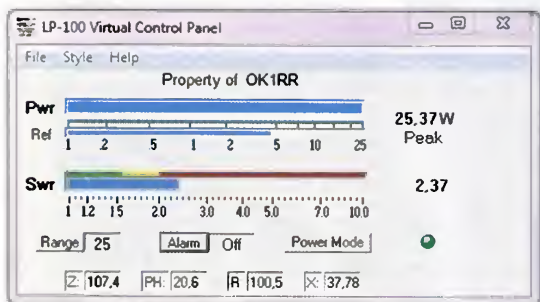 LP-100 Virtual Control Panel
File Style Help
Property of OK1RR
Pwr
25,37W
Ref
Peak
1 .2 .5 1 2 5 10 25
Swr
2,37
1 1.2 1.5 2.0 3.0 4.0 5.0 7.0 10.0
Range 25 Alarm Off Power Mode
Z: 107,4 PH: 20,6 R 100,5 X: 37,78